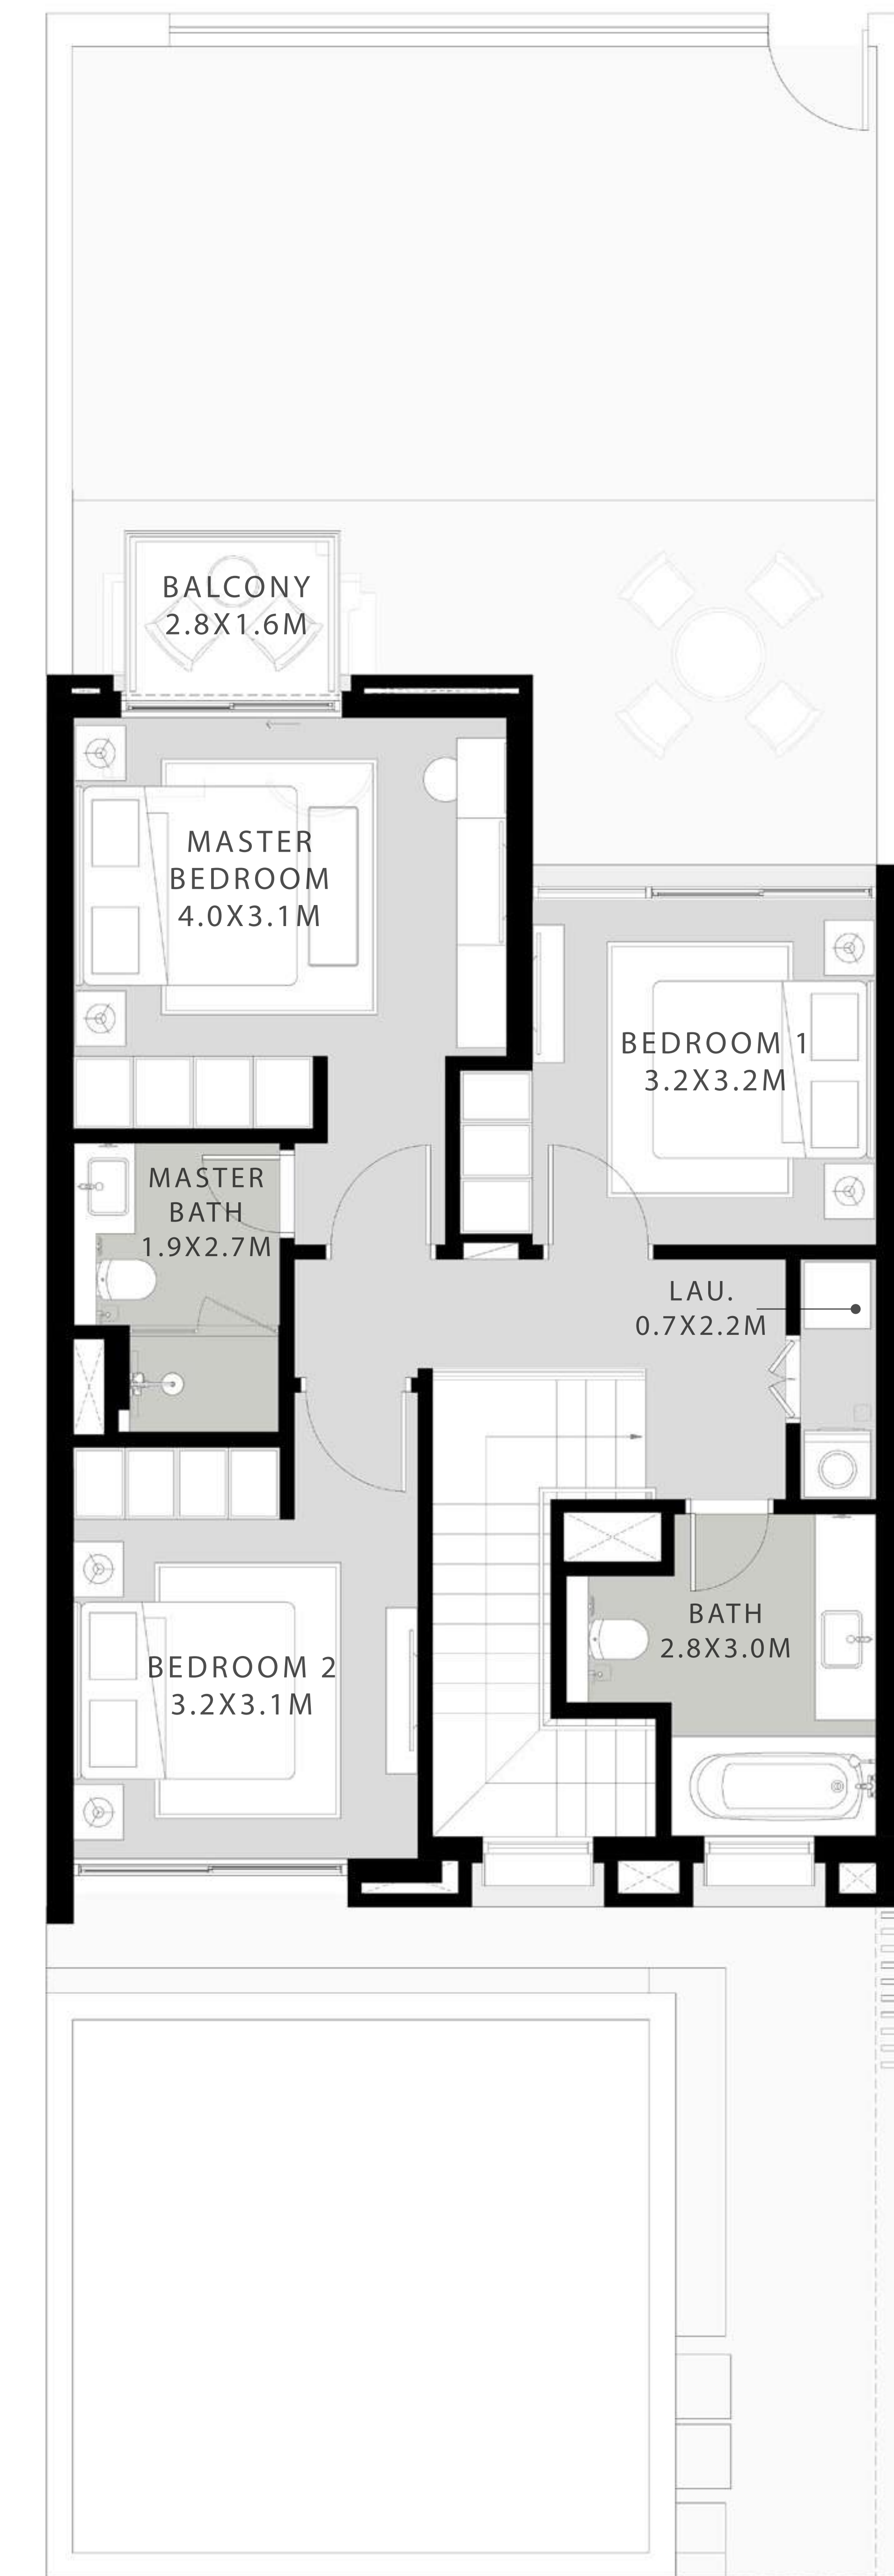 BALCONY
2.8X1.6M
MASTER
BEDROOM
4.0X3.1M
BEDROOM 1
3.2X3.2M
MASTER
BATH
1.9X2.7M
LAU.
0.7X2.2M
BATH
2.8X3.0M
BEDROOM 2
3.2X3.1M